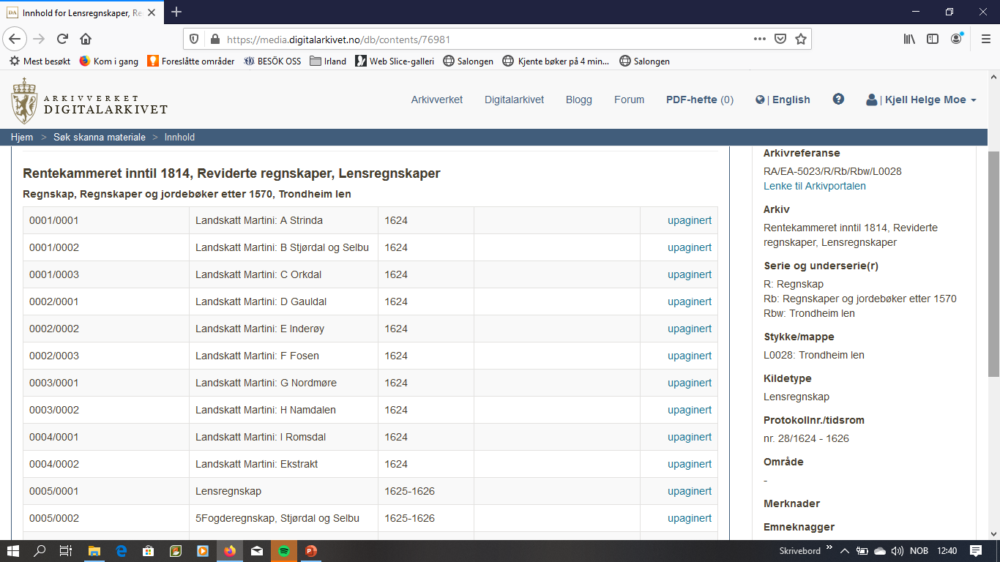 DA Innhold for Lensregnskaper, Re
https://media.digitalarkivet.no/db/contents/76981
Mest besøkt Kom i gang Foreslåtte områder BESÖK OSS Irland Web Slice-galleri Salongen Kjente bøker på 4 min... Salongen
ARKIVVERKET
DIGITALARKIVET
Arkivverket Digitalarkivet Blogg Forum PDF-hefte (0) | English ? | Kjell Helge Moe
Hjem > Søk skanna materiale > Innhold
Rentekammeret inntil 1814, Reviderte regnskaper, Lensregnskaper
Regnskap, Regnskaper og jordebøker etter 1570, Trondheim len
0001/0001 Landskatt Martini: A Strinda 1624 upaginert
0001/0002 Landskatt Martini: B Stjørdal og Selbu 1624 upaginert
0001/0003 Landskatt Martini: C Orkdal 1624 upaginert
0002/0001 Landskatt Martini: D Gauldal 1624 upaginert
0002/0002 Landskatt Martini: E Inderøy 1624 upaginert
0002/0003 Landskatt Martini: F Fosen 1624 upaginert
0003/0001 Landskatt Martini: G Nordmøre 1624 upaginert
0003/0002 Landskatt Martini: H Namdalen 1624 upaginert
0004/0001 Landskatt Martini: I Romsdal 1624 upaginert
0004/0002 Landskatt Martini: Ekstrakt 1624 upaginert
0005/0001 Lensregnskap 1625-1626 upaginert
0005/0002 5Fogderegnskap, Stjørdal og Selbu 1625-1626 upaginert
Arkivreferanse
RA/EA-5023/R/Rb/Rbw/L0028
Lenke til Arkivportalen
Arkiv
Rentekammeret inntil 1814, Reviderte
regnskaper, Lensregnskaper
Serie og underserie(r)
R: Regnskap
Rb: Regnskaper og jordebøker etter 1570
Rbw: Trondheim len
Stykke/mappe
L0028: Trondheim len
Kildetype
Lensregnskap
Protokollnr./tidsrom
nr. 28/1624 - 1626
Område
-
Merknader
Emneknagger
Skrivebord NOB 12:40